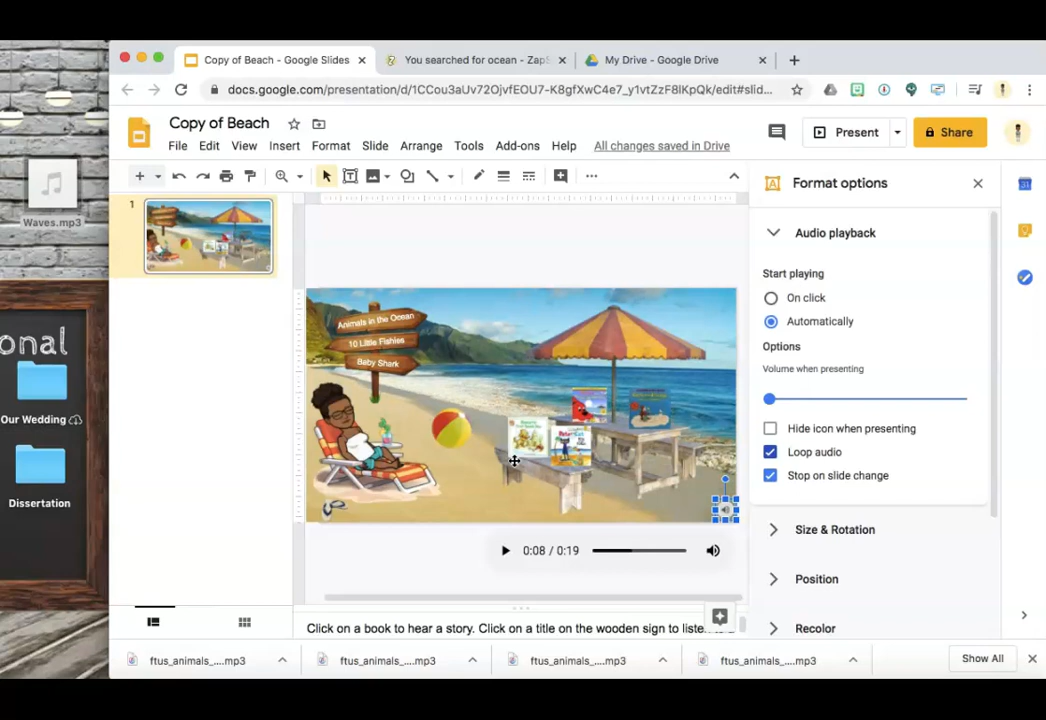 Copy of Beach - Google Slides
You searched for ocean - ZapS
My Drive - Google Drive
docs.google.com/presentation/d/1CCou3aUv72OjvfEOU7-K8gfXwC4e7_y1vtZzF8lKpQk/edit#slid...
Copy of Beach
File Edit View Insert Format Slide Arrange Tools Add-ons Help All changes saved in Drive
Present
Share
Waves.mp3
1
Format options
Audio playback
Start playing
On click
Automatically
Options
Volume when presenting
Hide icon when presenting
Loop audio
Stop on slide change
Size & Rotation
Position
Recolor
Animals in the Ocean
10 Little Fishies
Baby Shark
0:08 / 0:19
onal
Our Wedding
Dissertation
Click on a book to hear a story. Click on a title on the wooden sign to
ftus_animals_....mp3
ftus_animals_....mp3
ftus_animals_....mp3
ftus_animals_....mp3
Show All